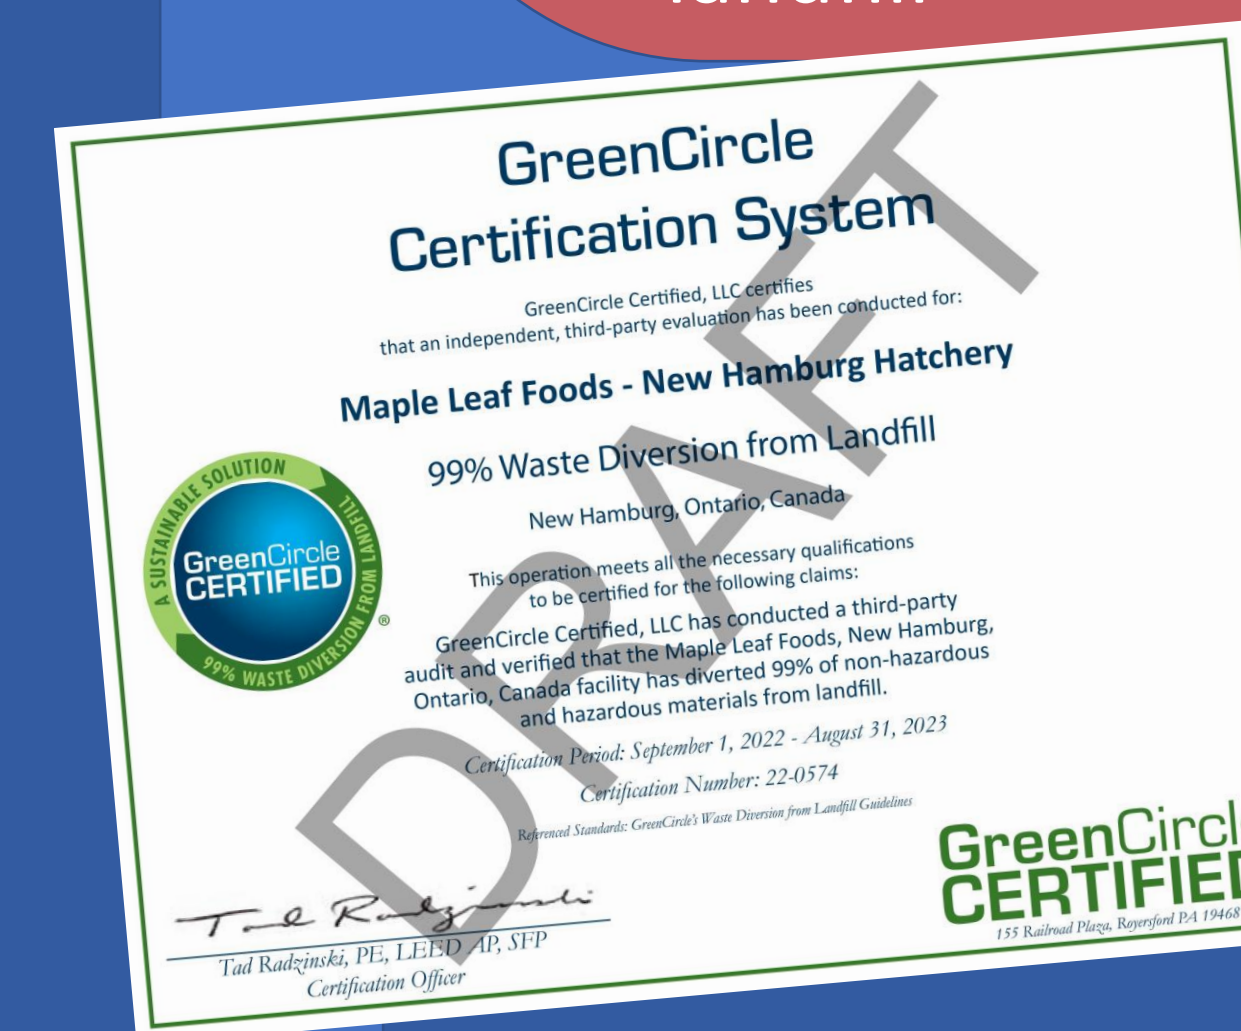 GreenCircle
Certification System
GreenCircle Certified, LLC certifies
that an independent, third-party evaluation has been conducted for:
Maple Leaf Foods - New Hamburg Hatchery
99% Waste Diversion from Landfill
New Hamburg, Ontario, Canada
This operation meets all the necessary qualifications
to be certified for the following claims:
GreenCircle Certified, LLC has conducted a third-party
audit and verified that the Maple Leaf Foods, New Hamburg,
Ontario, Canada facility has diverted 99% of non-hazardous
and hazardous materials from landfill.
Certification Period: September 1, 2022 - August 31, 2023
Certification Number: 22-0574
Referenced Standards: GreenCircle's Waste Diversion from Landfill Guidelines
DRAFT
A SUSTAINABLE SOLUTION
GreenCircle
CERTIFIED
®
99% WASTE DIVERSION FROM LANDFILL
Tad Radzinski
Tad Radzinski, PE, LEED AP, SFP
Certification Officer
GreenCircl
CERTIFIED
155 Railroad Plaza, Royersford PA 19468